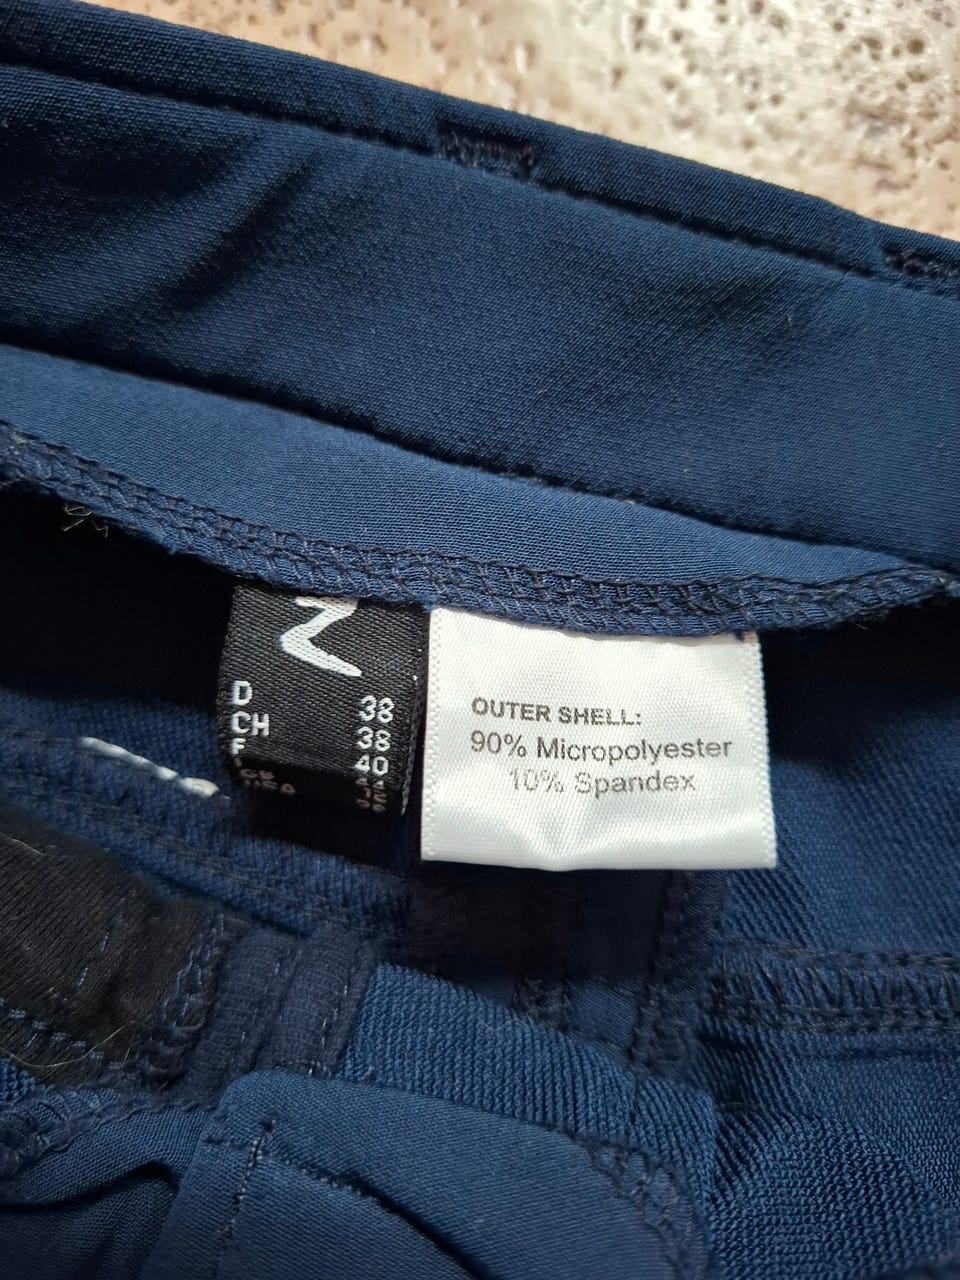 D 38
CH 38
F 40
OUTER SHELL:
90% Micropolyester
10% Spandex